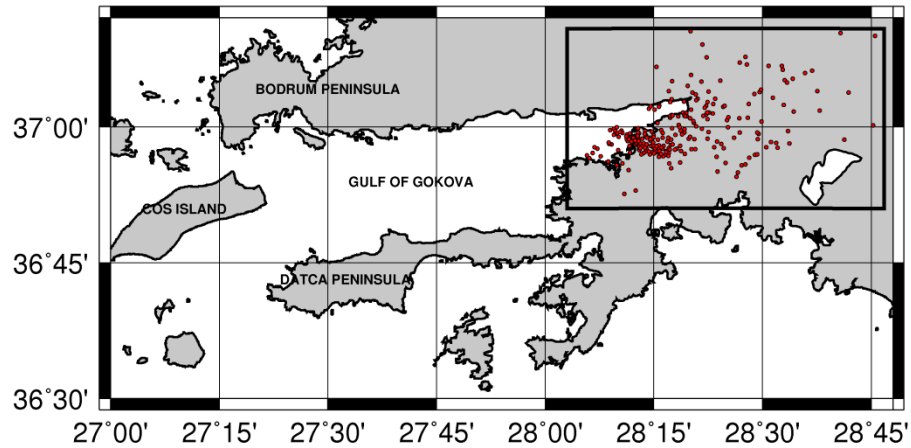 BODRUM PENINSULA
37°00'
GULF OF GOKOVA
COS ISLAND
36°45'
DATCA PENINSULA
36°30'
27°00' 27°15' 27°30' 27°45' 28°00' 28°15' 28°30' 28°45'